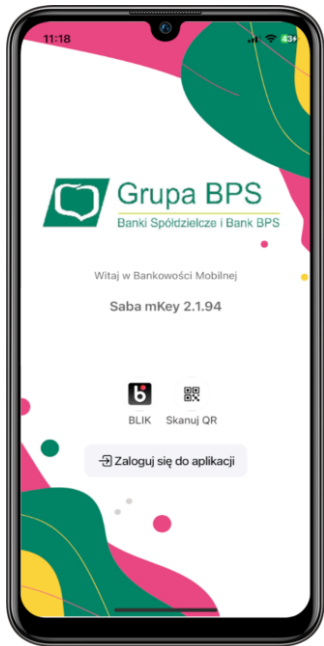 11:18
43
Grupa BPS
Banki Spółdzielcze i Bank BPS
Witaj w Bankowości Mobilnej
Saba mKey 2.1.94
BLIK
Skanuj QR
Zaloguj się do aplikacji